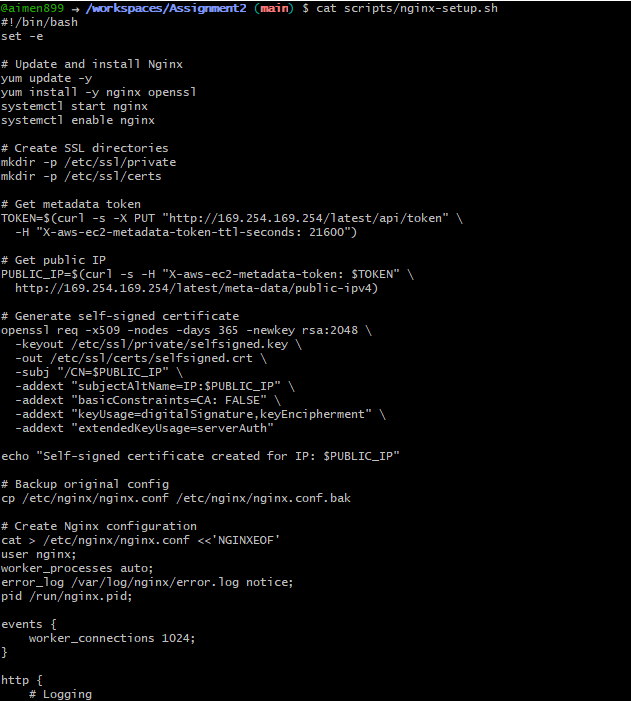 @aimen899 → /workspaces/Assignment2 (main) $ cat scripts/nginx-setup.sh
#!/bin/bash
set -e

# Update and install Nginx
yum update -y
yum install -y nginx openssl
systemctl start nginx
systemctl enable nginx

# Create SSL directories
mkdir -p /etc/ssl/private
mkdir -p /etc/ssl/certs

# Get metadata token
TOKEN=$(curl -s -X PUT "http://169.254.169.254/latest/api/token" \
  -H "X-aws-ec2-metadata-token-ttl-seconds: 21600")

# Get public IP
PUBLIC_IP=$(curl -s -H "X-aws-ec2-metadata-token: $TOKEN" \
  http://169.254.169.254/latest/meta-data/public-ipv4)

# Generate self-signed certificate
openssl req -x509 -nodes -days 365 -newkey rsa:2048 \
  -keyout /etc/ssl/private/selfsigned.key \
  -out /etc/ssl/certs/selfsigned.crt \
  -subj "/CN=$PUBLIC_IP" \
  -addext "subjectAltName=IP:$PUBLIC_IP" \
  -addext "basicConstraints=CA: FALSE" \
  -addext "keyUsage=digitalSignature,keyEncipherment" \
  -addext "extendedKeyUsage=serverAuth"

echo "Self-signed certificate created for IP: $PUBLIC_IP"

# Backup original config
cp /etc/nginx/nginx.conf /etc/nginx/nginx.conf.bak

# Create Nginx configuration
cat > /etc/nginx/nginx.conf <<'NGINXEOF'
user nginx;
worker_processes auto;
error_log /var/log/nginx/error.log notice;
pid /run/nginx.pid;

events {
    worker_connections 1024;
}

http {
    # Logging